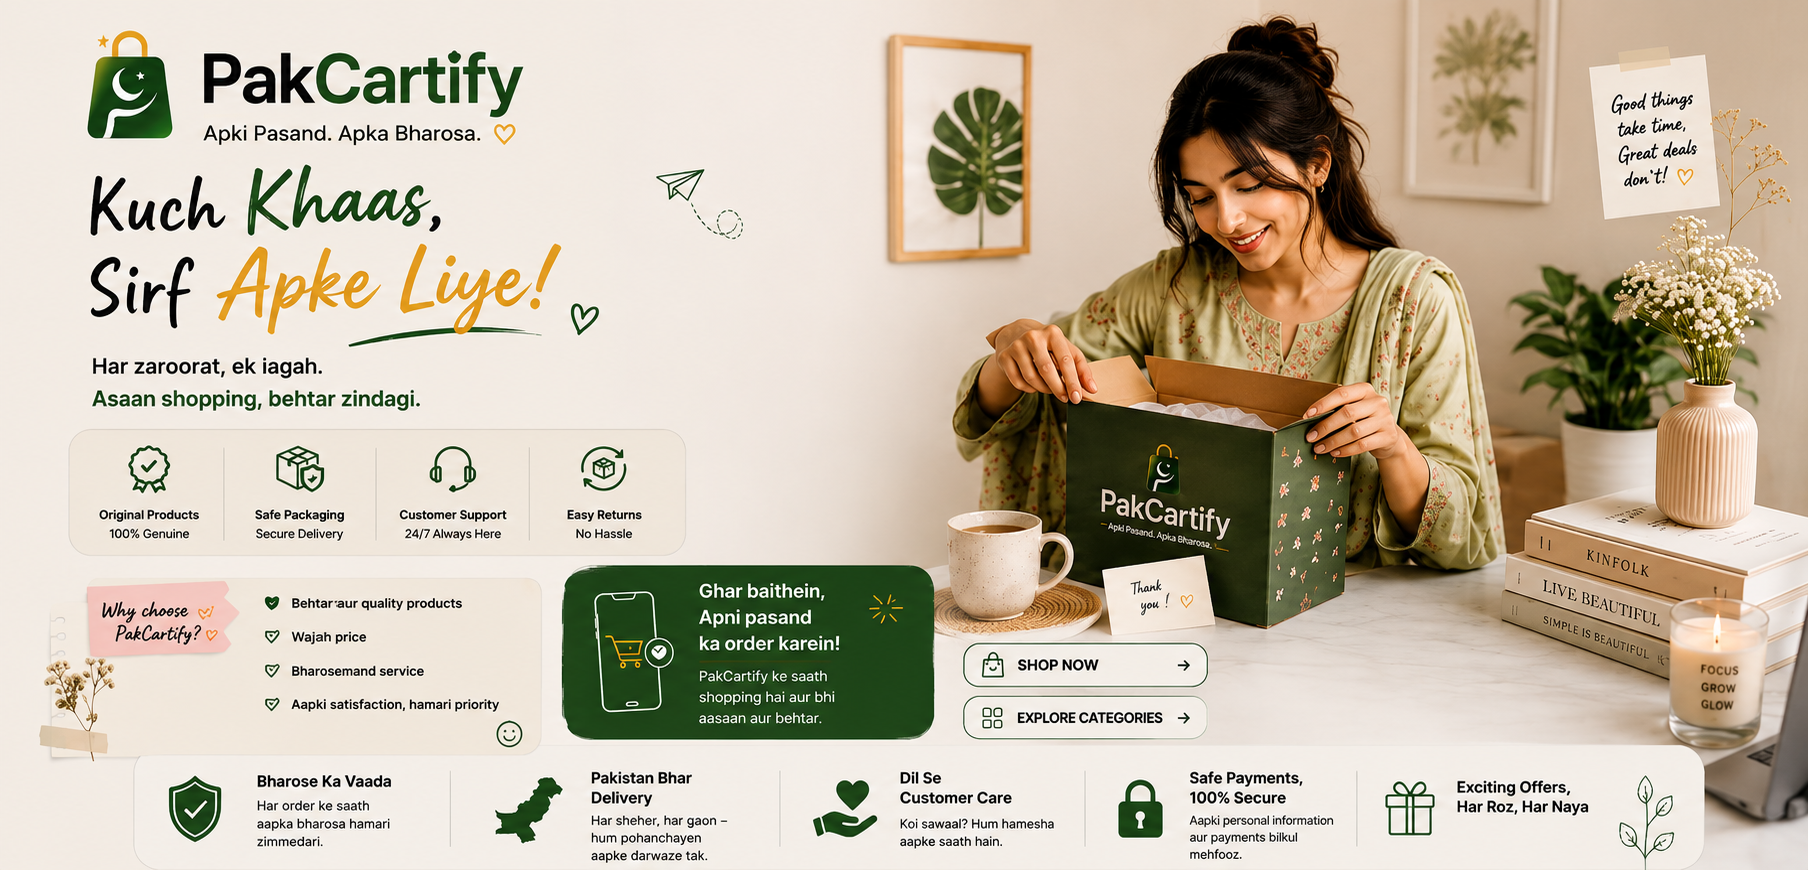 PakCartify
Apki Pasand. Apka Bharosa.
Kuch Khaas,
Sirf Apke Liye!
Har zaroorat, ek iagah.
Asaan shopping, behtar zindagi.
Original Products
100% Genuine
Safe Packaging
Secure Delivery
Customer Support
24/7 Always Here
Easy Returns
No Hassle
Why choose
PakCartify?
Behtar aur quality products
Wajah price
Bharosemand service
Aapki satisfaction, hamari priority
Ghar baithein,
Apni pasand
ka order karein!
PakCartify ke saath
shopping hai aur bhi
aasaan aur behtar.
Good things
take time,
Great deals
don't!
PakCartify
Apki Pasand. Apka Bharosa.
Thank
you !
KINFOLK
LIVE BEAUTIFUL
SIMPLE IS BEAUTIFUL
FOCUS
GROW
GLOW
SHOP NOW
EXPLORE CATEGORIES
Bharose Ka Vaada
Har order ke saath
aapka bharosa hamari
zimmedari.
Pakistan Bhar
Delivery
Har sheher, har gaon –
hum pohanchayen
aapke darwaze tak.
Dil Se
Customer Care
Koi sawaal? Hum hamesha
aapke saath hain.
Safe Payments,
100% Secure
Aapki personal information
aur payments bilkul
mehfooz.
Exciting Offers,
Har Roz, Har Naya